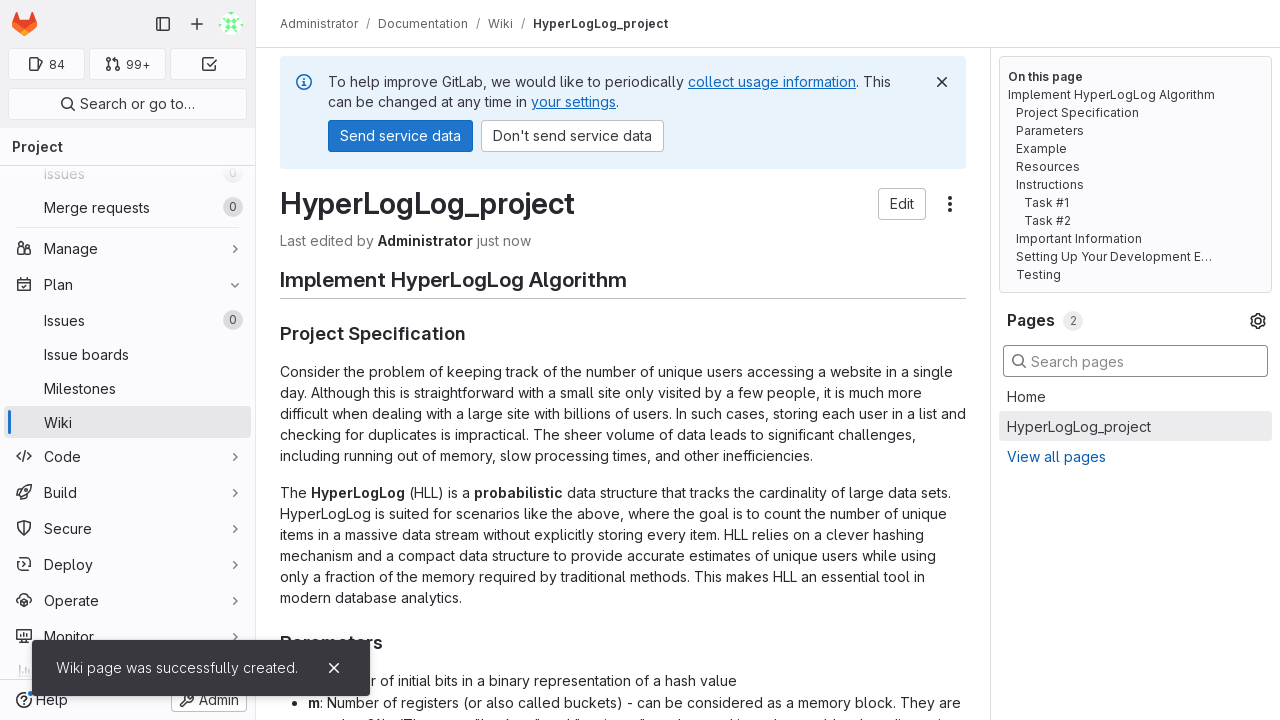 Administrator / Documentation / Wiki / HyperLogLog_project
84
99+
Search or go to…
Project
Issues 0
Merge requests 0
Manage
Plan
Issues 0
Issue boards
Milestones
Wiki
Code
Build
Secure
Deploy
Operate
Monitor
Help
Admin
Wiki page was successfully created.
To help improve GitLab, we would like to periodically collect usage information. This
can be changed at any time in your settings.
Send service data
Don't send service data
HyperLogLog_project
Edit
Last edited by Administrator just now
Implement HyperLogLog Algorithm
Project Specification
Consider the problem of keeping track of the number of unique users accessing a website in a single
day. Although this is straightforward with a small site only visited by a few people, it is much more
difficult when dealing with a large site with billions of users. In such cases, storing each user in a list and
checking for duplicates is impractical. The sheer volume of data leads to significant challenges,
including running out of memory, slow processing times, and other inefficiencies.
The HyperLogLog (HLL) is a probabilistic data structure that tracks the cardinality of large data sets.
HyperLogLog is suited for scenarios like the above, where the goal is to count the number of unique
items in a massive data stream without explicitly storing every item. HLL relies on a clever hashing
mechanism and a compact data structure to provide accurate estimates of unique users while using
only a fraction of the memory required by traditional methods. This makes HLL an essential tool in
modern database analytics.
Parameters
of initial bits in a binary representation of a hash value
m: Number of registers (or also called buckets) - can be considered as a memory block. They are
On this page
Implement HyperLogLog Algorithm
Project Specification
Parameters
Example
Resources
Instructions
Task #1
Task #2
Important Information
Setting Up Your Development E…
Testing
Pages 2
Search pages
Home
HyperLogLog_project
View all pages